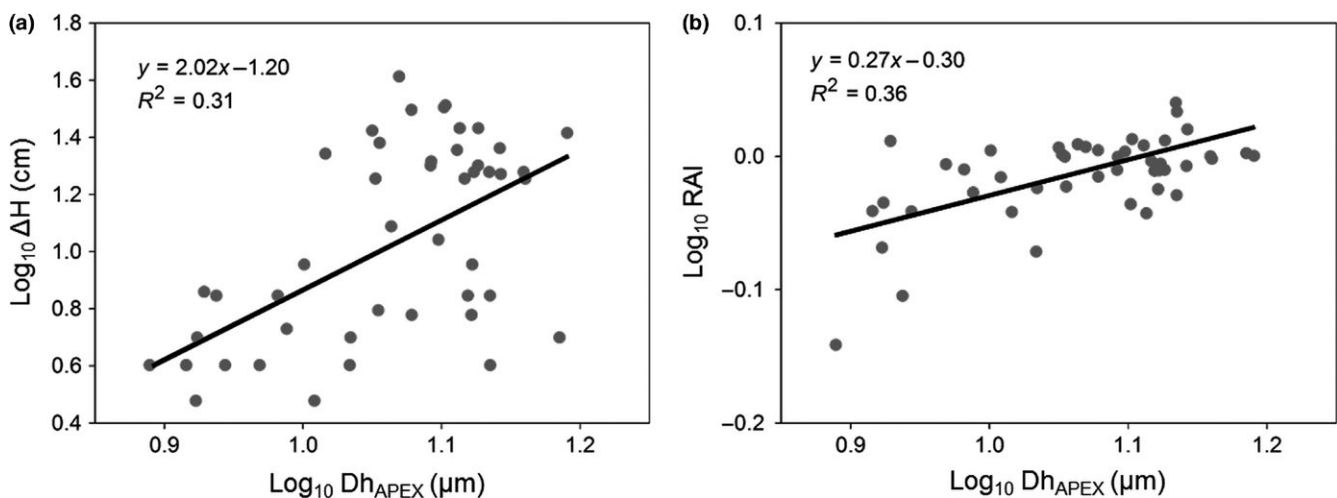 (a)
1.8
1.6
1.4
1.2
1.0
0.8
0.6
0.4
Log₁₀ ΔH (cm)
y = 2.02x–1.20
R² = 0.31
0.9
1.0
1.1
1.2
Log₁₀ Dh_APEX (µm)
(b)
0.1
0.0
–0.1
–0.2
Log₁₀ RAI
y = 0.27x–0.30
R² = 0.36
0.9
1.0
1.1
1.2
Log₁₀ Dh_APEX (µm)